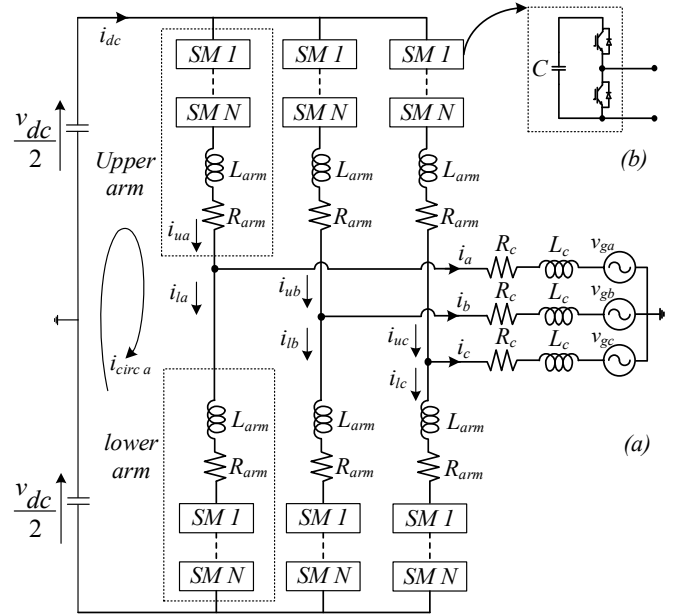 i_dc
SM 1
SM 1
SM 1
SM N
SM N
SM N
C
(b)
v_dc
2
Upper
arm
L_arm
L_arm
L_arm
R_arm
R_arm
R_arm
i_ua
i_a
R_c
L_c
v_ga
i_la
i_ub
i_b
R_c
L_c
v_gb
i_lb
i_uc
i_c
R_c
L_c
v_gc
i_circ a
i_lc
L_arm
L_arm
L_arm
(a)
lower
arm
R_arm
R_arm
R_arm
v_dc
2
SM 1
SM 1
SM 1
SM N
SM N
SM N